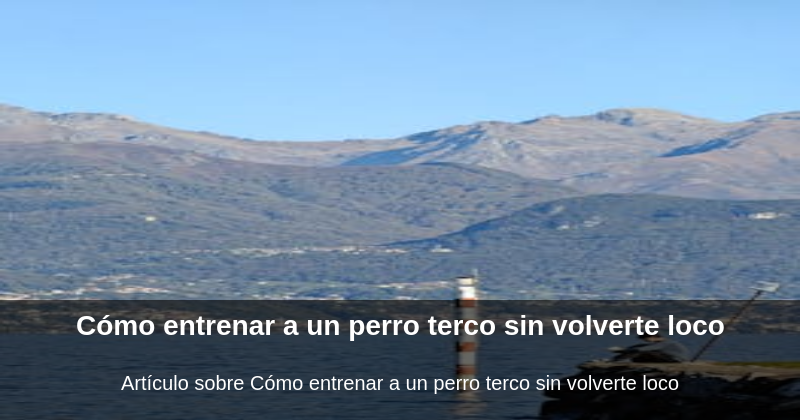 Cómo entrenar a un perro terco sin volverte loco
Artículo sobre Cómo entrenar a un perro terco sin volverte loco